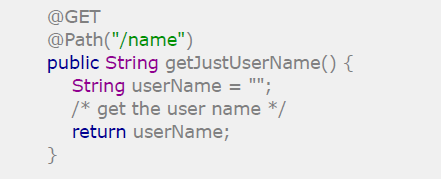 @GET
@Path("/name")
public String getJustUserName() {
String userName = "";
/* get the user name */
return userName;
}